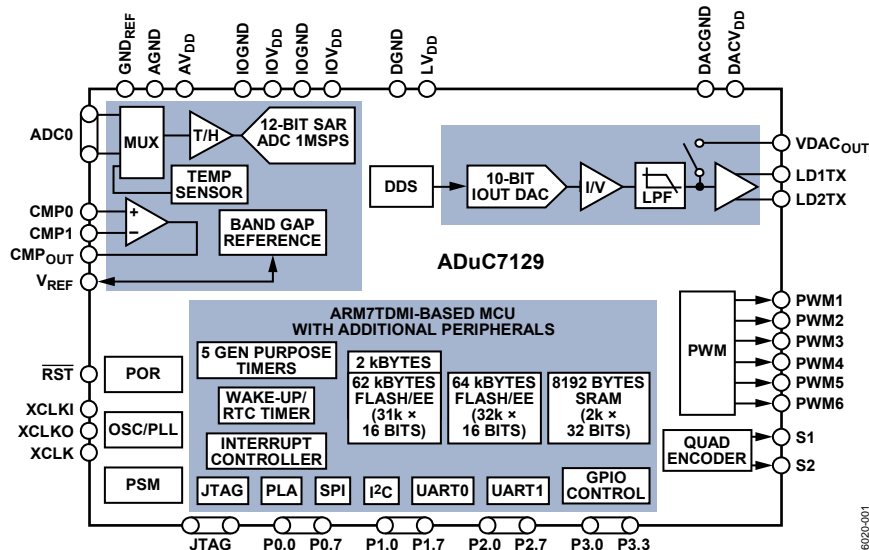 GNDREF
AGND
AVDD
IOGND
IOVDD
IOGND
IOVDD
DGND
LVDD
DACGND
DACVDD
ADC0
MUX
T/H
12-BIT SAR
ADC 1MSPS
TEMP
SENSOR
CMP0
CMP1
CMPOUT
VREF
+
–
BAND GAP
REFERENCE
DDS
10-BIT
IOUT DAC
I/V
LPF
VDACOUT
LD1TX
LD2TX
ADuC7129
ARM7TDMI-BASED MCU
WITH ADDITIONAL PERIPHERALS
5 GEN PURPOSE
TIMERS
WAKE-UP/
RTC TIMER
INTERRUPT
CONTROLLER
2 kBYTES
62 kBYTES
FLASH/EE
(31k ×
16 BITS)
64 kBYTES
FLASH/EE
(32k ×
16 BITS)
8192 BYTES
SRAM
(2k ×
32 BITS)
JTAG
PLA
SPI
I2C
UART0
UART1
GPIO
CONTROL
RST
XCLKI
XCLKO
XCLK
POR
OSC/PLL
PSM
PWM
PWM1
PWM2
PWM3
PWM4
PWM5
PWM6
QUAD
ENCODER
S1
S2
JTAG
P0.0
P0.7
P1.0
P1.7
P2.0
P2.7
P3.0
P3.3
6020-001